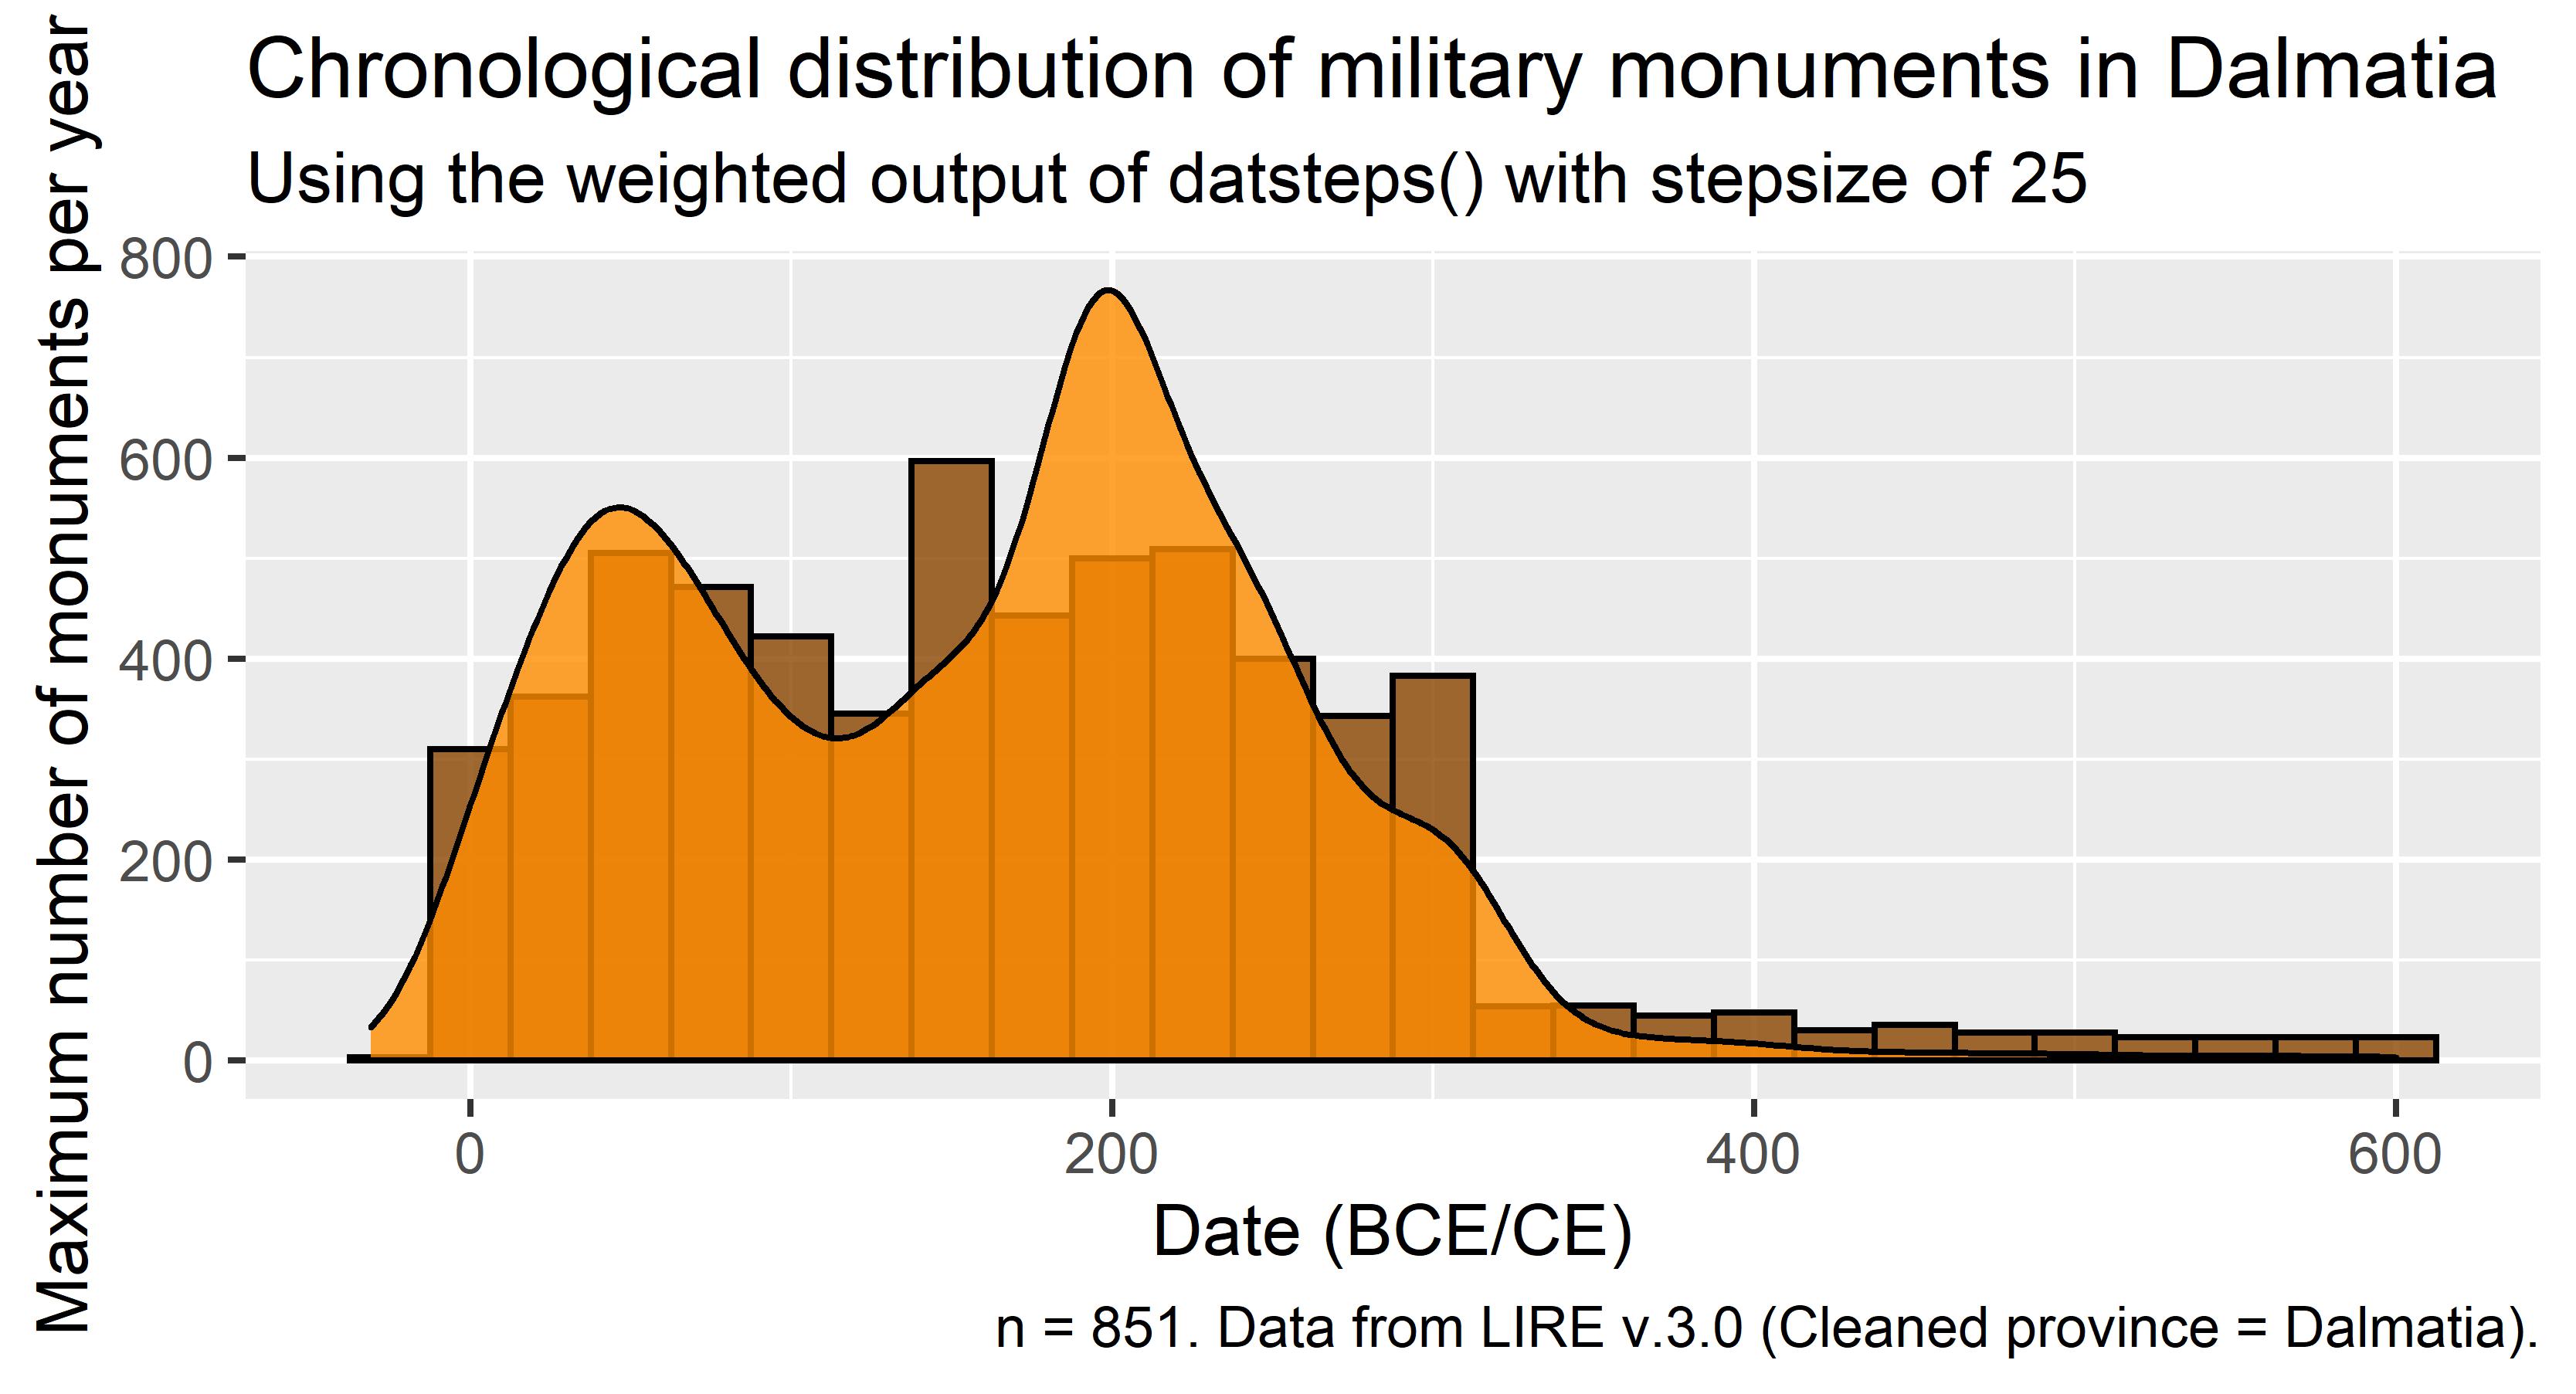 Chronological distribution of military monuments in Dalmatia
Using the weighted output of datsteps() with stepsize of 25
Maximum number of monuments per year
800
600
400
200
0
0 200 400 600
Date (BCE/CE)
n = 851. Data from LIRE v.3.0 (Cleaned province = Dalmatia).